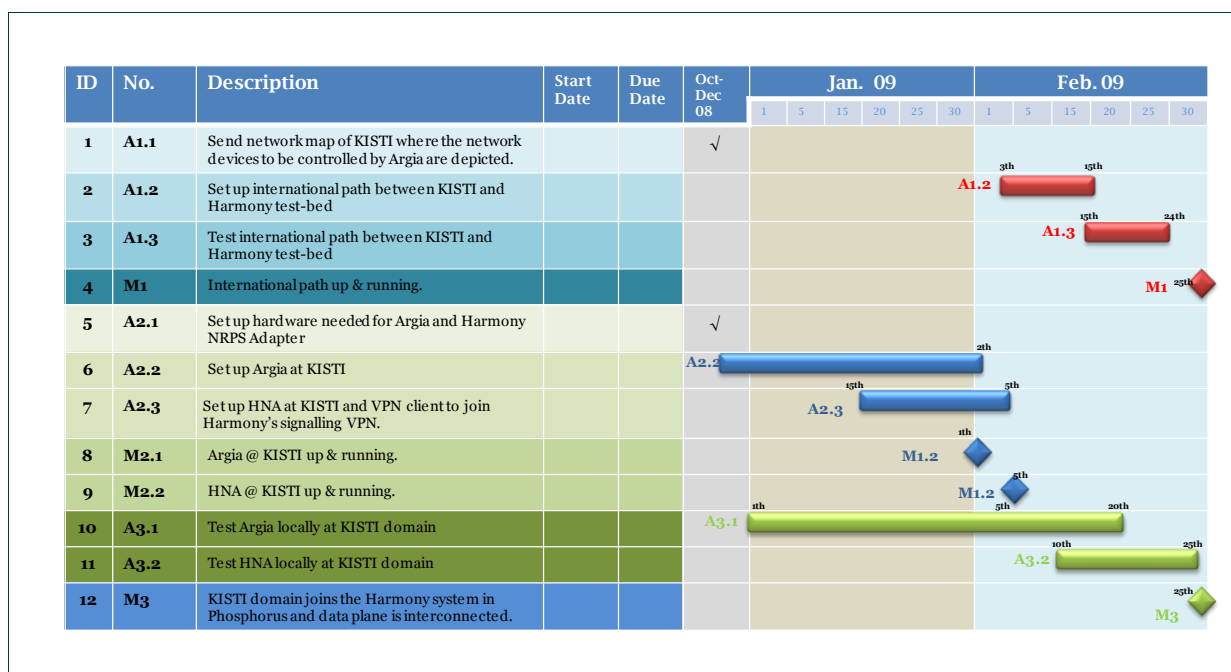 ID No. Description Start Date Due Date Oct-Dec 08 Jan. 09 Feb.09
1 5 15 20 25 30 1 5 15 20 25 30
1 A1.1 Send network map of KISTI where the network
devices to be controlled by Argia are depicted.
√
2 A1.2 Set up international path between KISTI and
Harmony test-bed
A1.2 3th 15th
3 A1.3 Test international path between KISTI and
Harmony test-bed
A1.3 15th 24th
4 M1 International path up & running.
M1 25th
5 A2.1 Set up hardware needed for Argia and Harmony
NRPS Adapter
√
6 A2.2 Set up Argia at KISTI
A2.2 2th
7 A2.3 Set up HNA at KISTI and VPN client to join
Harmony's signalling VPN.
A2.3 15th 5th
8 M2.1 Argia @ KISTI up & running.
M1.2 1th
9 M2.2 HNA @ KISTI up & running.
M1.2 5th
10 A3.1 Test Argia locally at KISTI domain
A3.1 1th 5th 20th
11 A3.2 Test HNA locally at KISTI domain
A3.2 10th 25th
12 M3 KISTI domain joins the Harmony system in
Phosphorus and data plane is interconnected.
M3 25th